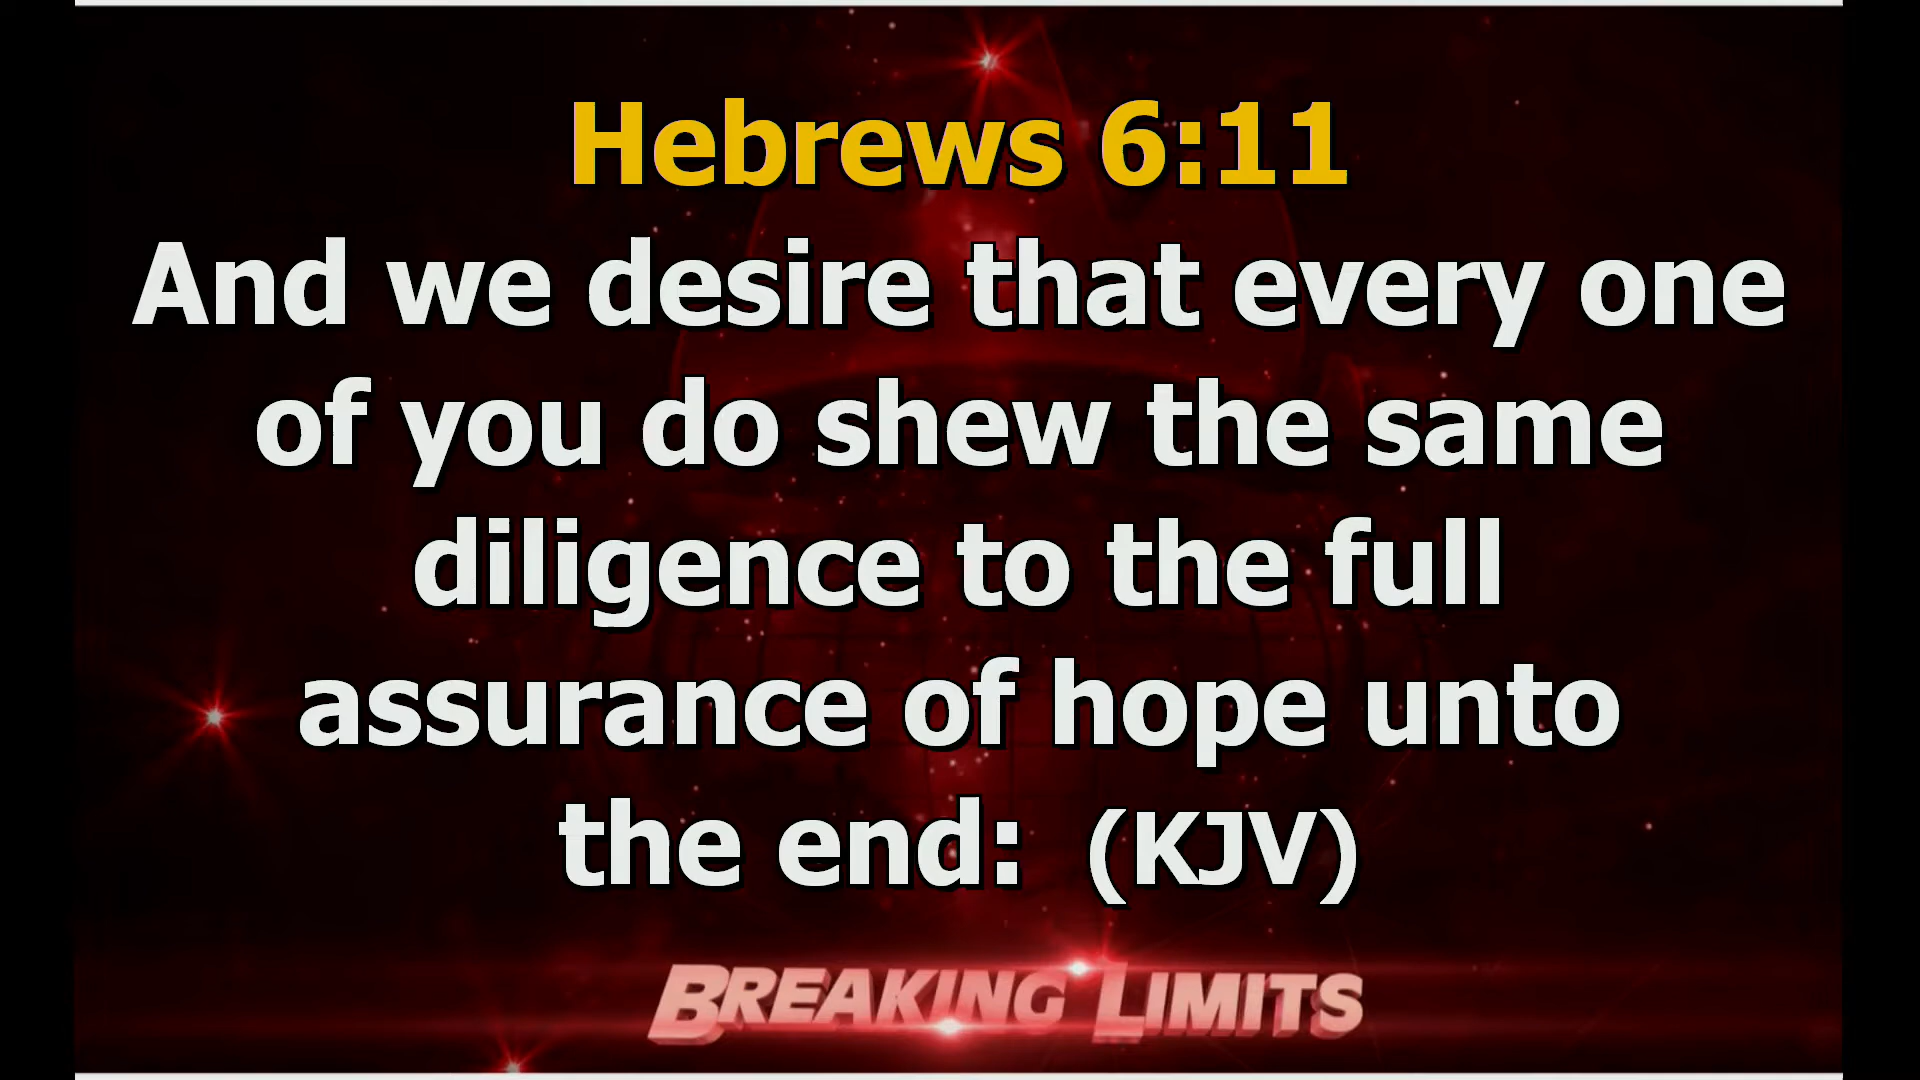 Hebrews 6:11
And we desire that every one
of you do shew the same
diligence to the full
assurance of hope unto
the end:  (KJV)
BREAKING LIMITS